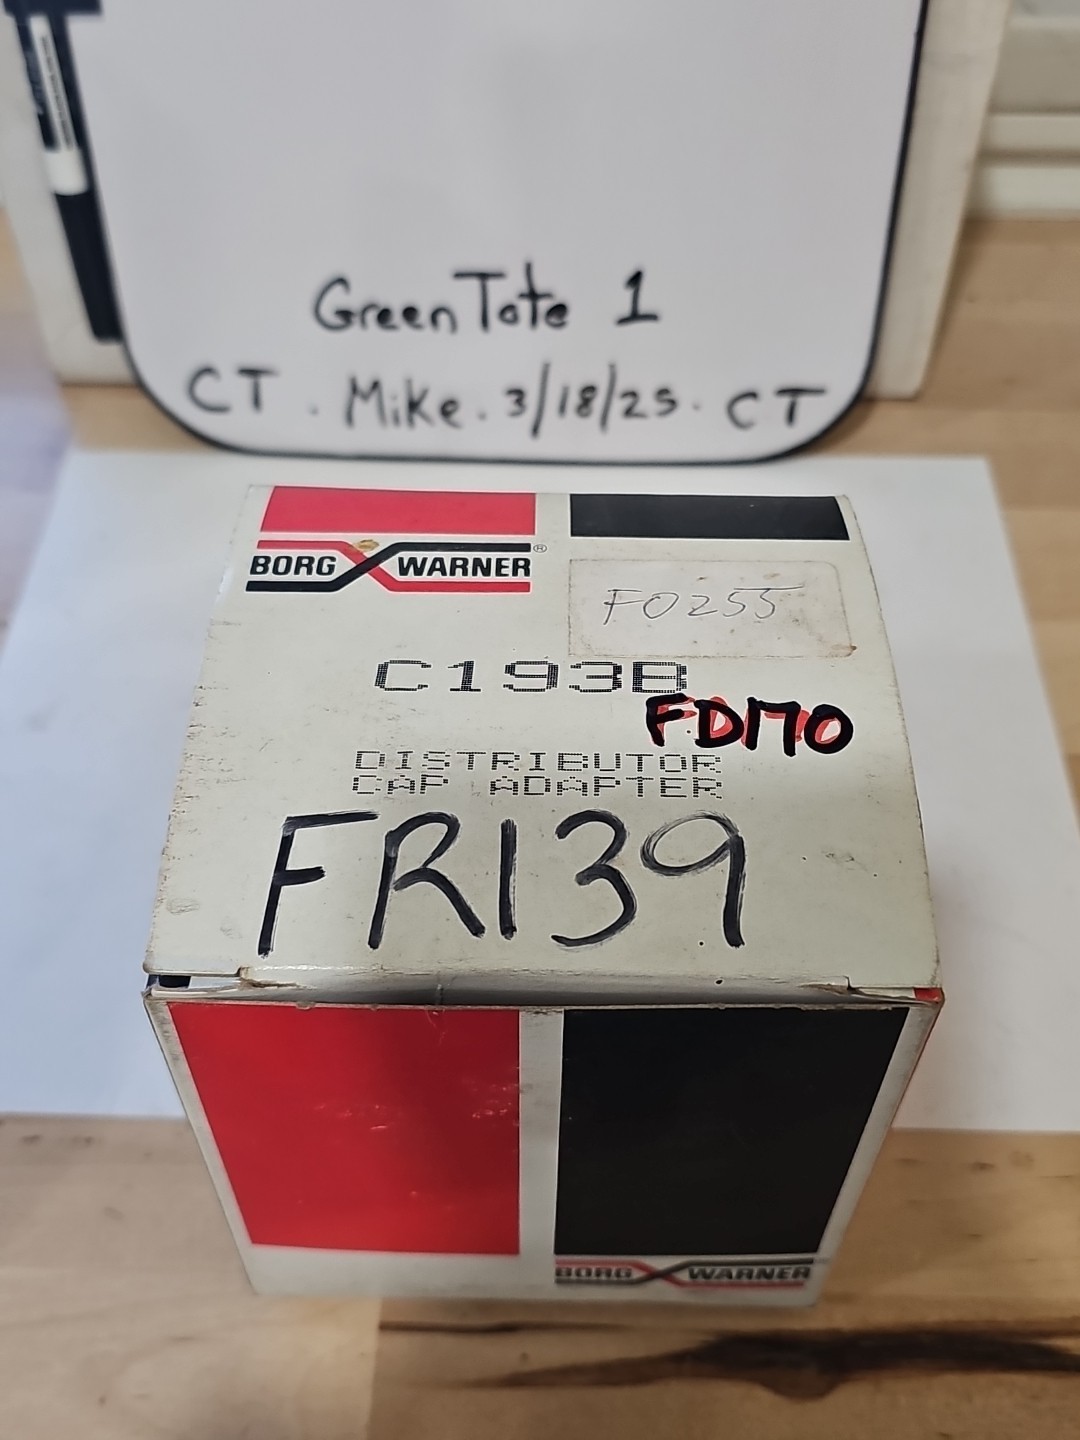 Green Tote 1
CT . Mike . 3/18/25 . CT
BORG WARNER ®
FO255
C193B
FD170
DISTRIBUTOR
CAP ADAPTER
FR139
BORG WARNER